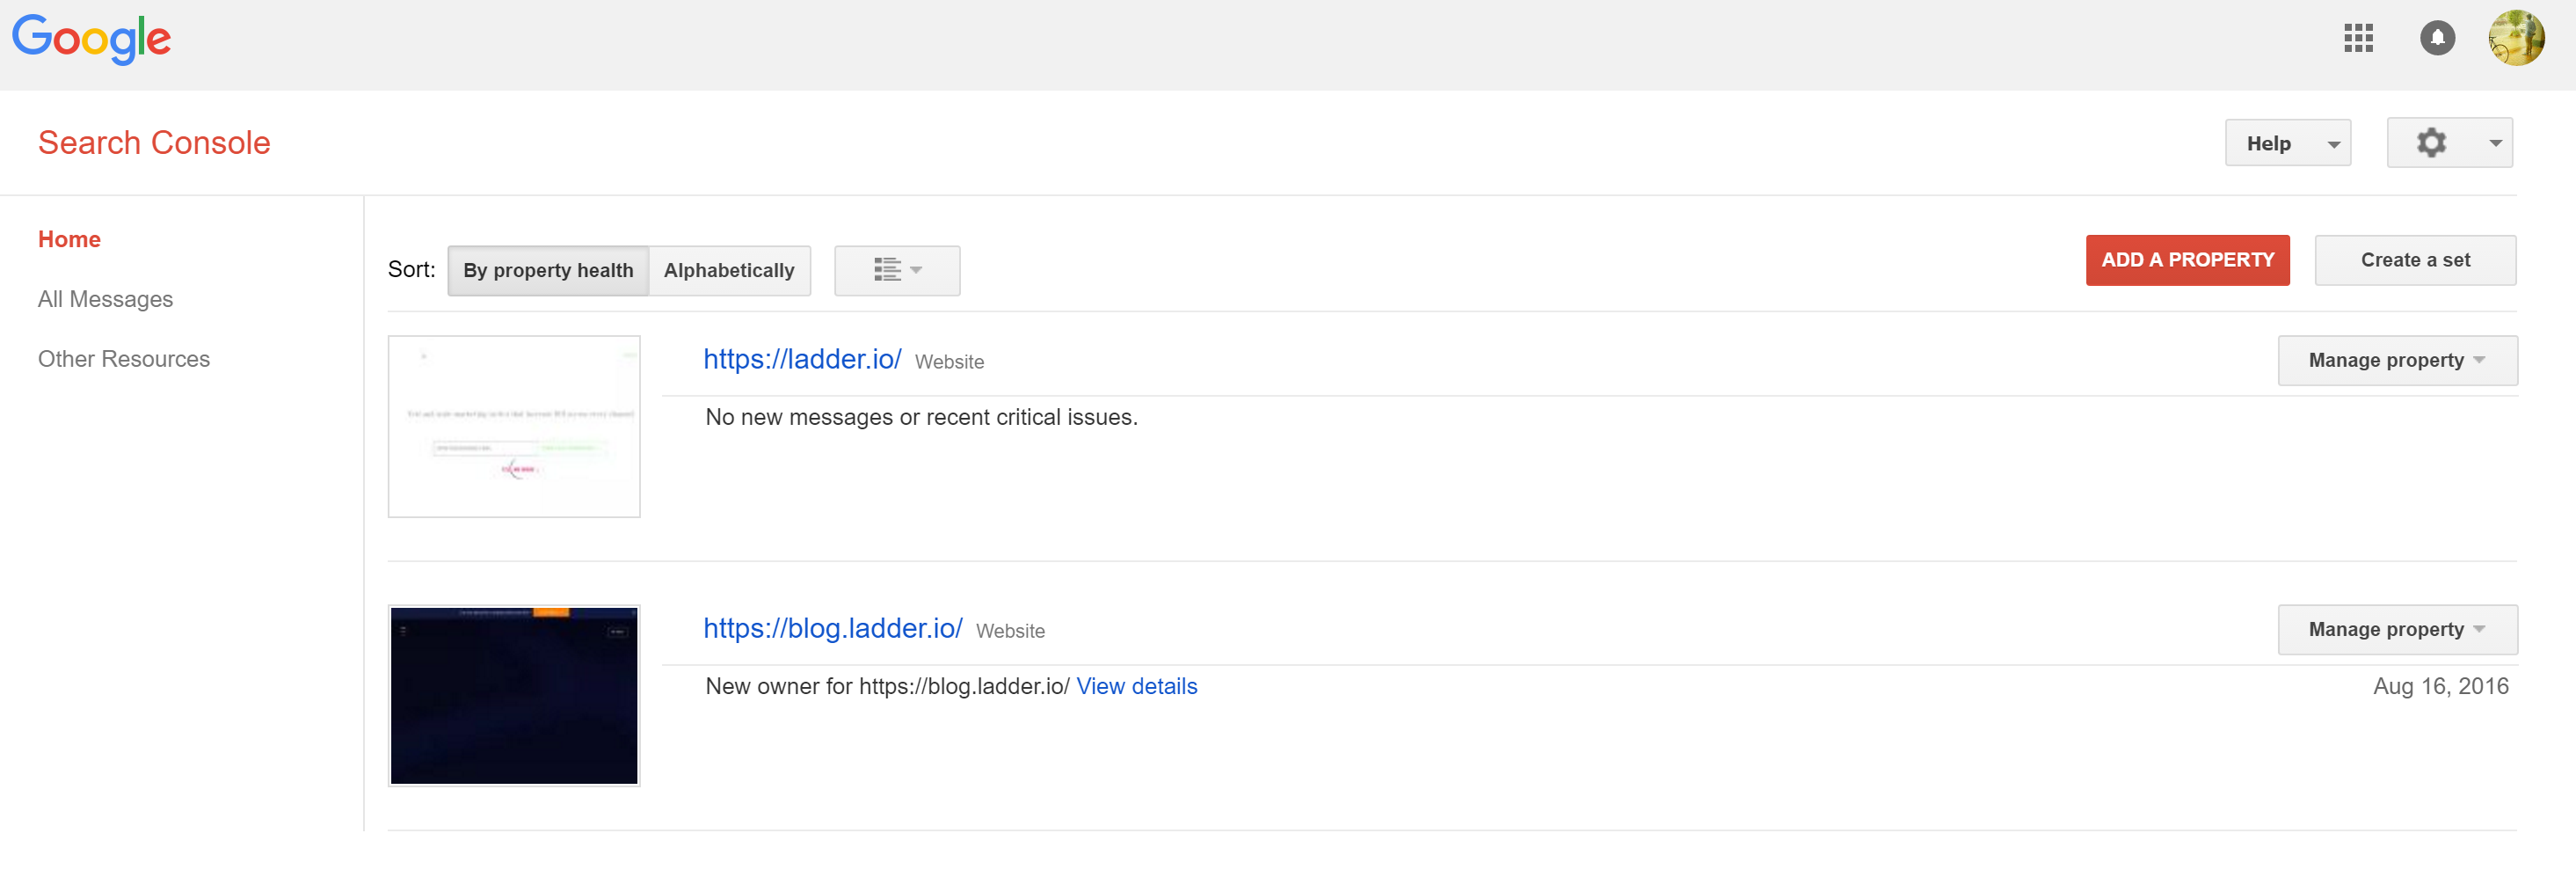 Google
Search Console
Help
Home
All Messages
Other Resources
Sort: By property health Alphabetically
ADD A PROPERTY Create a set
https://ladder.io/ Website
Manage property
No new messages or recent critical issues.
https://blog.ladder.io/ Website
Manage property
New owner for https://blog.ladder.io/ View details
Aug 16, 2016